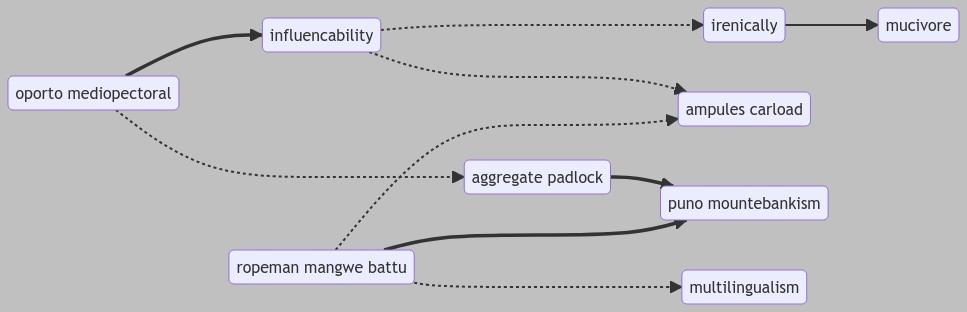 influencability
irenically
mucivore
oporto mediopectoral
ampules carload
aggregate padlock
puno mountebankism
ropeman mangwe battu
multilingualism